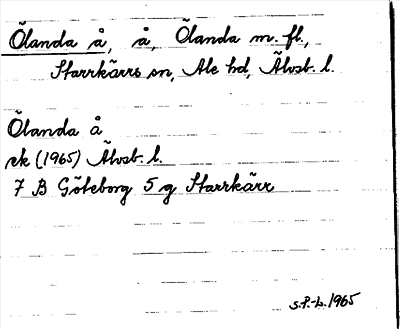 Ölanda å, å, Ölanda m. fl.,
Starrkärrs sn, Ale hd, Älvsb. l.
Ölanda å
ek (1965) Älvsb. l.
7 B Göteborg 5 g Starrkärr
S.P.-b. 1965